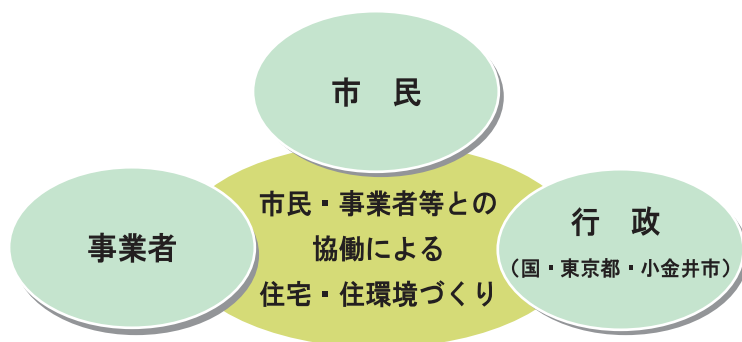 市　民
市民・事業者等との
協働による
住宅・住環境づくり
事業者
行　政
（国・東京都・小金井市）